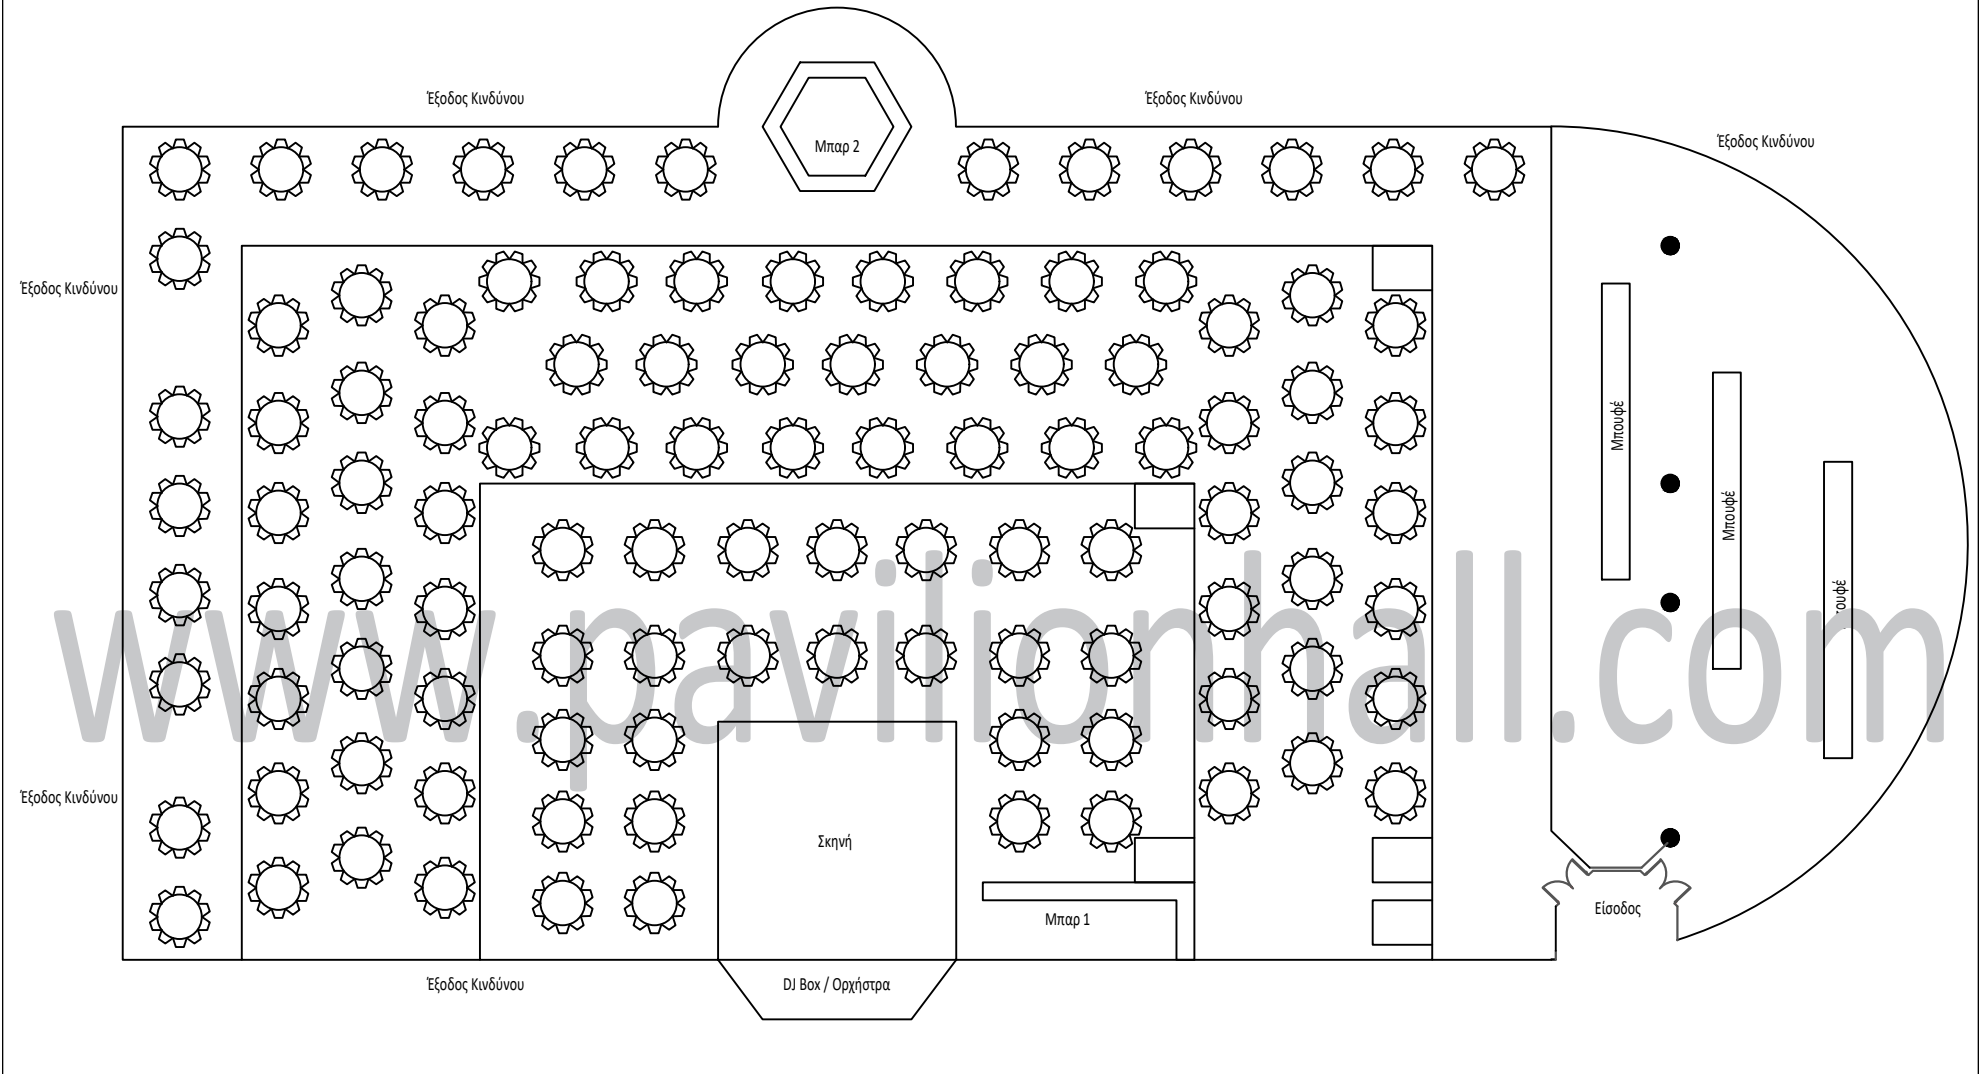 Έξοδος Κινδύνου
Έξοδος Κινδύνου
Έξοδος Κινδύνου
Μπαρ 2
Έξοδος Κινδύνου
Μπουφέ
Μπουφέ
www.pavilionhall.com
Έξοδος Κινδύνου
Σκηνή
Μπαρ 1
Είσοδος
Έξοδος Κινδύνου
DJ Box / Ορχήστρα